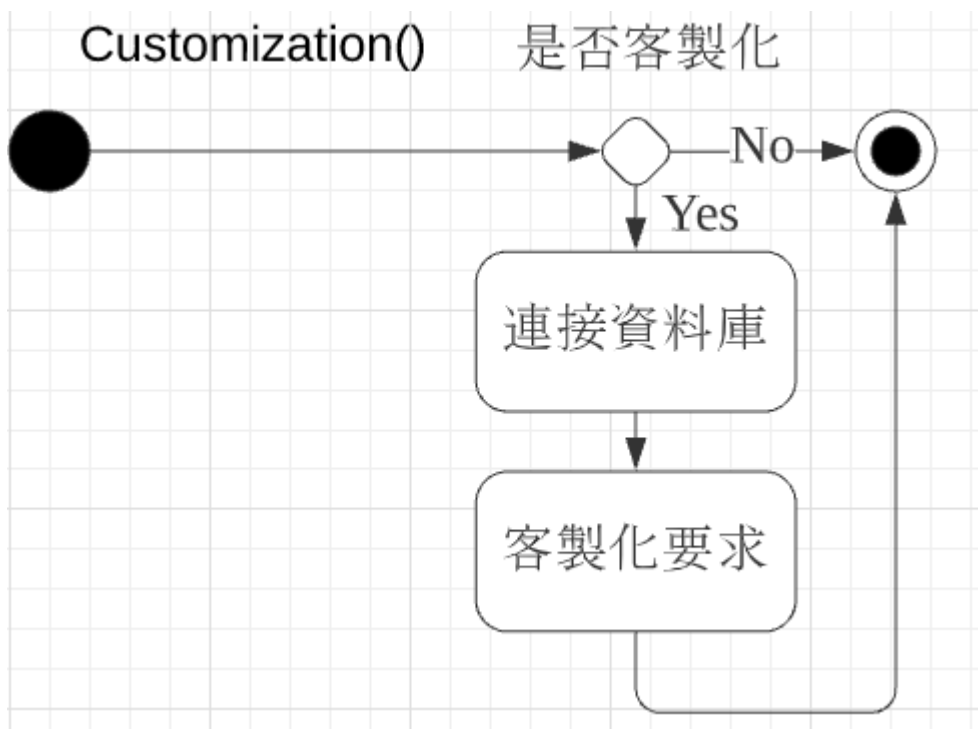 Customization()
是否客製化
No
Yes
連接資料庫
客製化要求